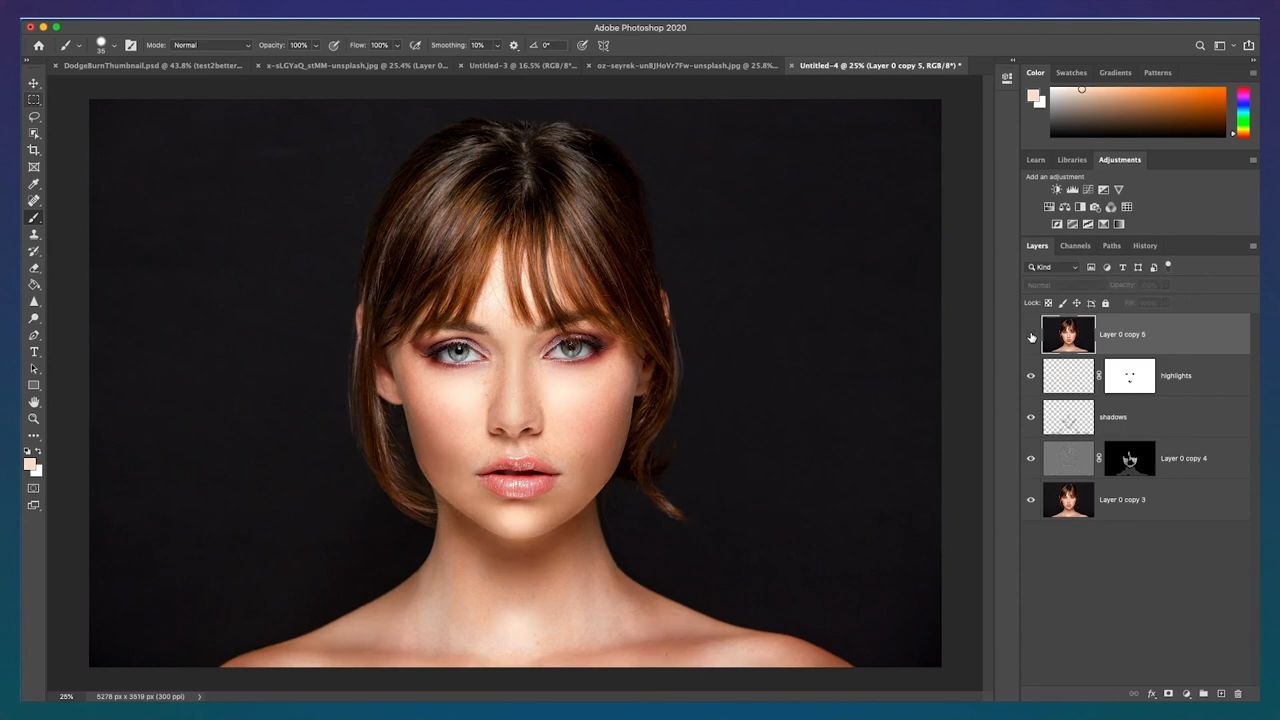 Adobe Photoshop 2020
35 Mode: Normal Opacity: 100% Flow: 100% Smoothing: 10% 0°
DodgeBurnThumbnail.psd @ 43.8% (test2better... x-sLGYaQ_stMM-unsplash.jpg @ 25.4% (Layer 0... Untitled-3 @ 16.5% (RGB/8*... oz-seyrek-unBJHoVr7Fw-unsplash.jpg @ 25.8%... Untitled-4 @ 25% (Layer 0 copy 5, RGB/8*) *
Color Swatches Gradients Patterns
Learn Libraries Adjustments
Add an adjustment
Layers Channels Paths History
Kind
Normal Opacity:
Lock: Fill:
Layer 0 copy 5
highlights
shadows
Layer 0 copy 4
Layer 0 copy 3
25% 5278 px x 3519 px (300 ppi)